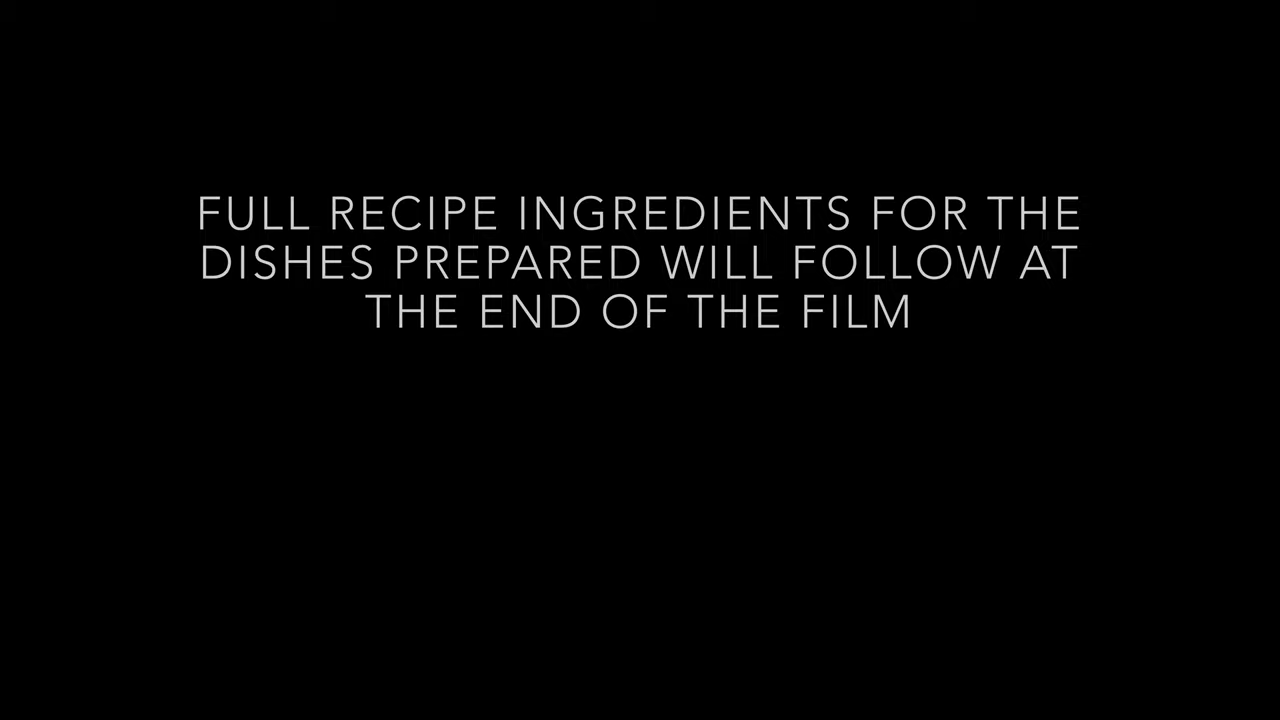 FULL RECIPE INGREDIENTS FOR THE
DISHES PREPARED WILL FOLLOW AT
THE END OF THE FILM